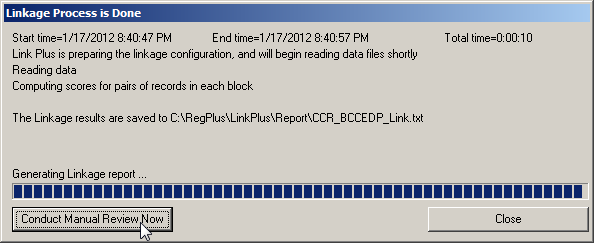 Linkage Process is Done
Start time=1/17/2012 8:40:47 PM End time=1/17/2012 8:40:57 PM Total time=0:00:10
Link Plus is preparing the linkage configuration, and will begin reading data files shortly
Reading data
Computing scores for pairs of records in each block
The Linkage results are saved to C:\RegPlus\LinkPlus\Report\CCR_BCCEDP_Link.txt
Generating Linkage report ...
Conduct Manual Review Now Close